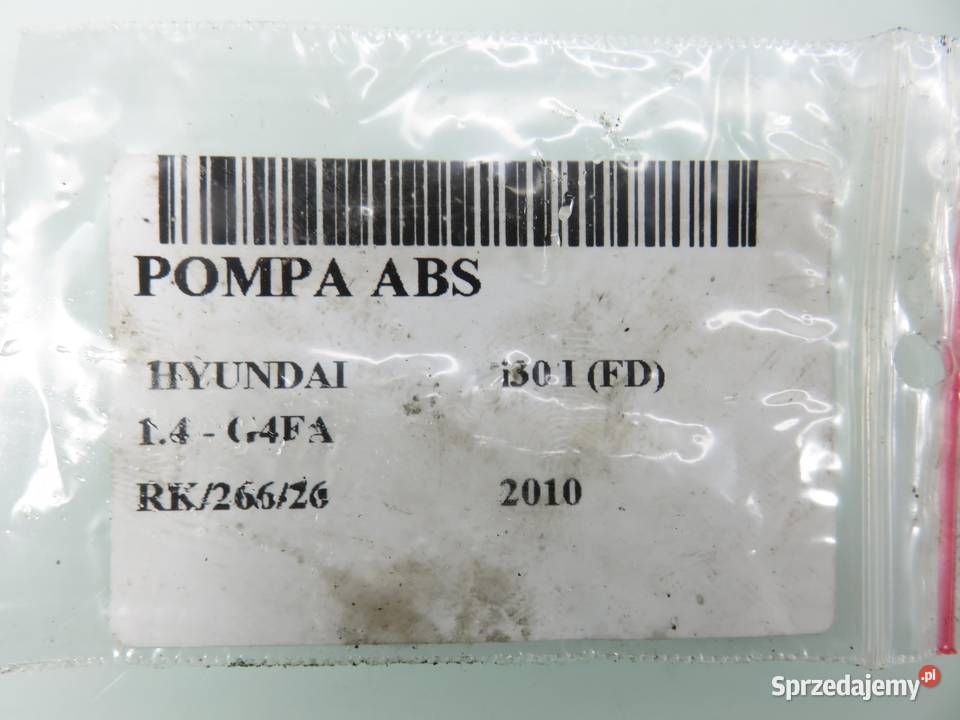 POMPA ABS
HYUNDAI i30 I (FD)
1.4 - G4FA
RK/266/26 2010
Sprzedajemy.pl